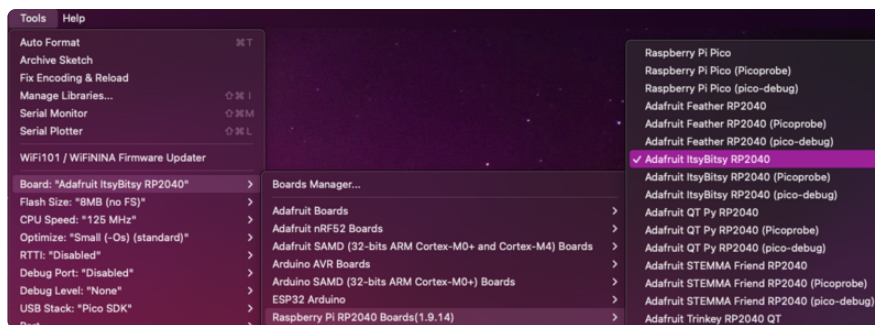 Tools Help
Auto Format ⌘T
Archive Sketch
Fix Encoding & Reload
Manage Libraries... ⇧⌘I
Serial Monitor ⇧⌘M
Serial Plotter ⇧⌘L
WiFi101 / WiFiNINA Firmware Updater
Board: "Adafruit ItsyBitsy RP2040" >
Flash Size: "8MB (no FS)" >
CPU Speed: "125 MHz" >
Optimize: "Small (-Os) (standard)" >
RTTI: "Disabled" >
Debug Port: "Disabled" >
Debug Level: "None" >
USB Stack: "Pico SDK" >
Boards Manager...
Adafruit Boards >
Adafruit nRF52 Boards >
Adafruit SAMD (32-bits ARM Cortex-M0+ and Cortex-M4) Boards >
Arduino AVR Boards >
Arduino SAMD (32-bits ARM Cortex-M0+) Boards >
ESP32 Arduino >
Raspberry Pi RP2040 Boards(1.9.14) >
Raspberry Pi Pico
Raspberry Pi Pico (Picoprobe)
Raspberry Pi Pico (pico-debug)
Adafruit Feather RP2040
Adafruit Feather RP2040 (Picoprobe)
Adafruit Feather RP2040 (pico-debug)
✓ Adafruit ItsyBitsy RP2040
Adafruit ItsyBitsy RP2040 (Picoprobe)
Adafruit ItsyBitsy RP2040 (pico-debug)
Adafruit QT Py RP2040
Adafruit QT Py RP2040 (Picoprobe)
Adafruit QT Py RP2040 (pico-debug)
Adafruit STEMMA Friend RP2040
Adafruit STEMMA Friend RP2040 (Picoprobe)
Adafruit STEMMA Friend RP2040 (pico-debug)
Adafruit Trinkey RP2040 QT